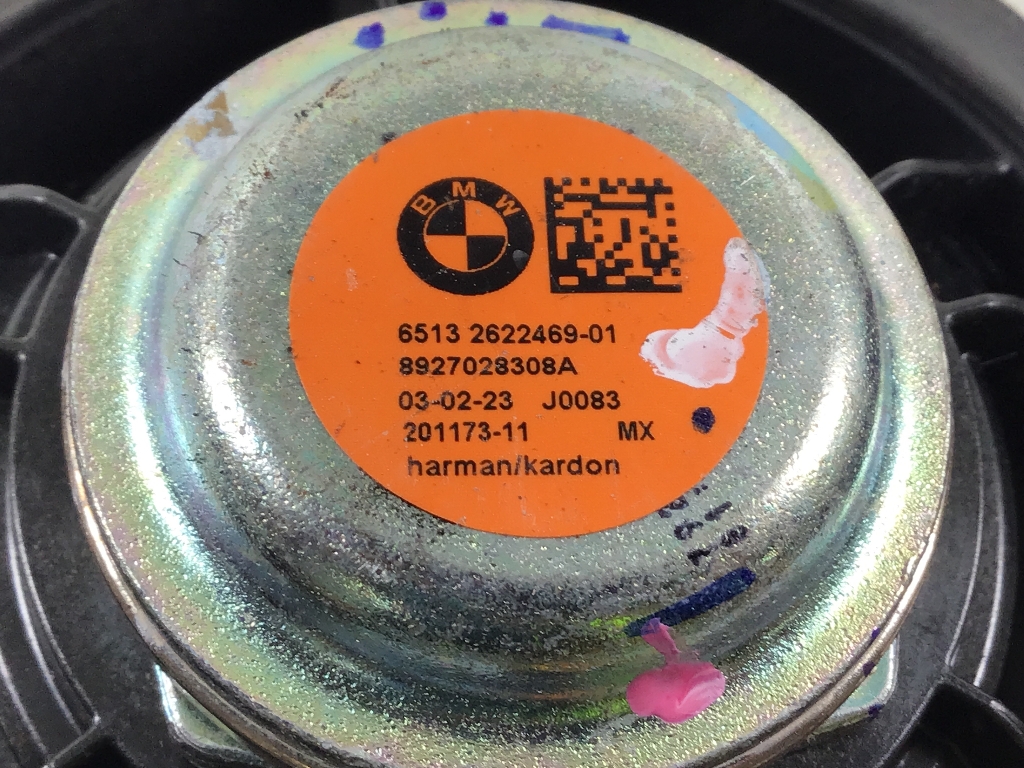 BMW
6513 2622469-01
8927028308A
03-02-23 J0083
201173-11 MX
harman/kardon